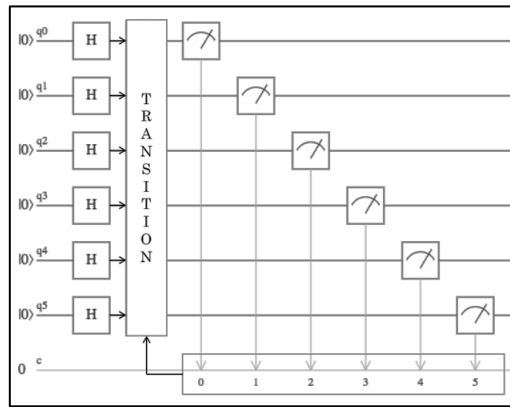 |0⟩ q0 H
|0⟩ q1 H
|0⟩ q2 H
|0⟩ q3 H
|0⟩ q4 H
|0⟩ q5 H
TRANSITION
0 c
0 1 2 3 4 5